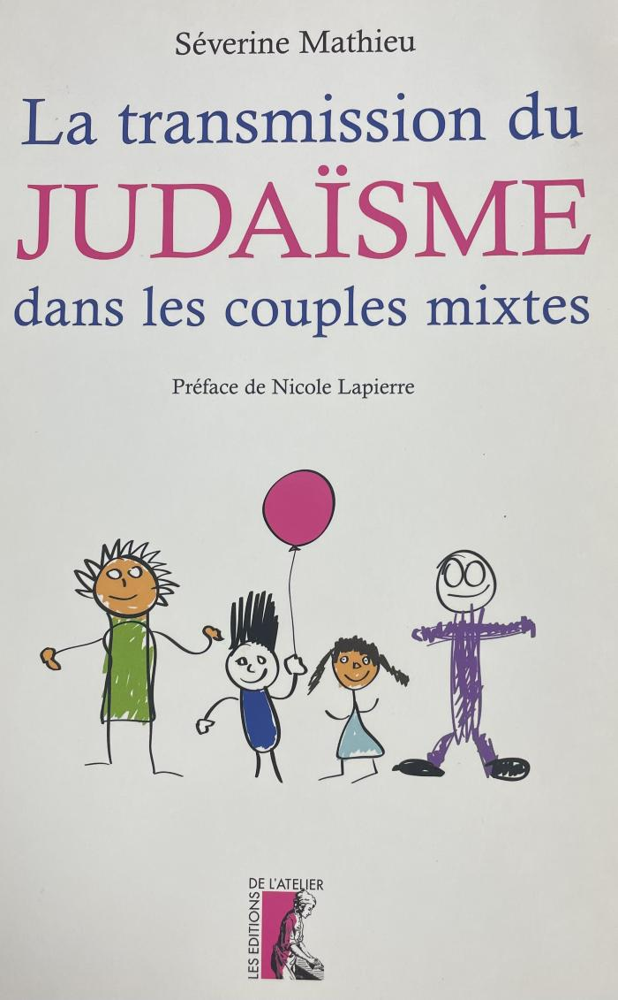 Séverine Mathieu
La transmission du
JUDAÏSME
dans les couples mixtes
Préface de Nicole Lapierre
LES EDITIONS
DE L'ATELIER